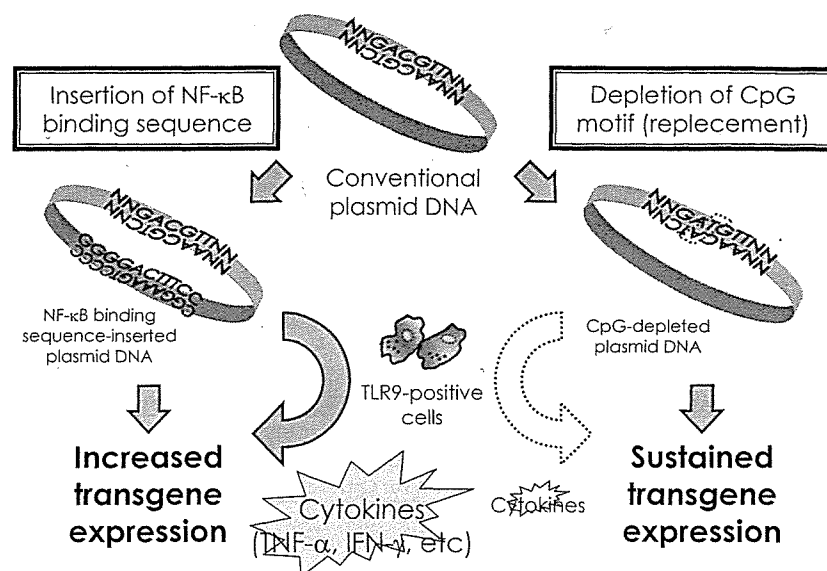 NNGACGTTNN
NNAACGTCNN
Insertion of NF-κB
binding sequence
Depletion of CpG
motif (replecement)
Conventional
plasmid DNA
NNGACGTTNN
NNAACGTCNN
GGGGACTTTCC
NF-κB binding
sequence-inserted
plasmid DNA
NNGATGTTNN
NNAACATCNN
CpG-depleted
plasmid DNA
TLR9-positive
cells
Increased
transgene
expression
Cytokines
(TNF-α, IFN-γ, etc)
Cytokines
Sustained
transgene
expression